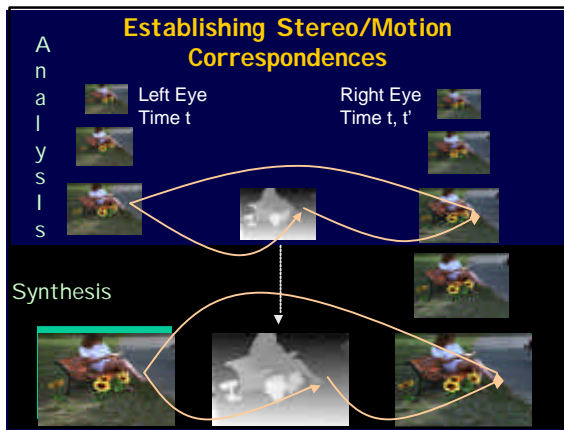 Establishing Stereo/Motion
Correspondences
AnalysIs
Left Eye
Time t
Right Eye
Time t, t’
Synthesis